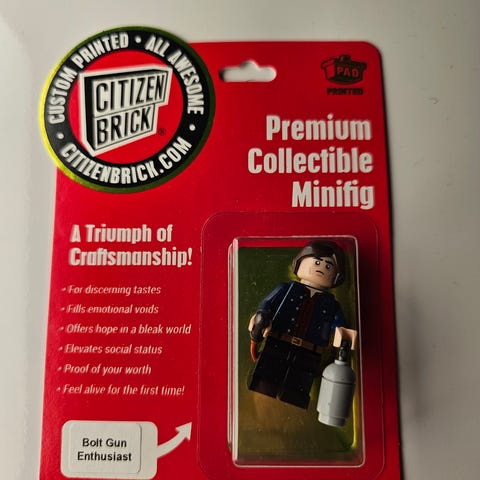 CUSTOM PRINTED • ALL AWESOME •
CITIZEN
BRICK®
CITIZENBRICK.COM
PAD
PRINTED
Premium
Collectible
Minifig
A Triumph of
Craftsmanship!
• For discerning tastes
• Fills emotional voids
• Offers hope in a bleak world
• Elevates social status
• Proof of your worth
• Feel alive for the first time!
Bolt Gun
Enthusiast